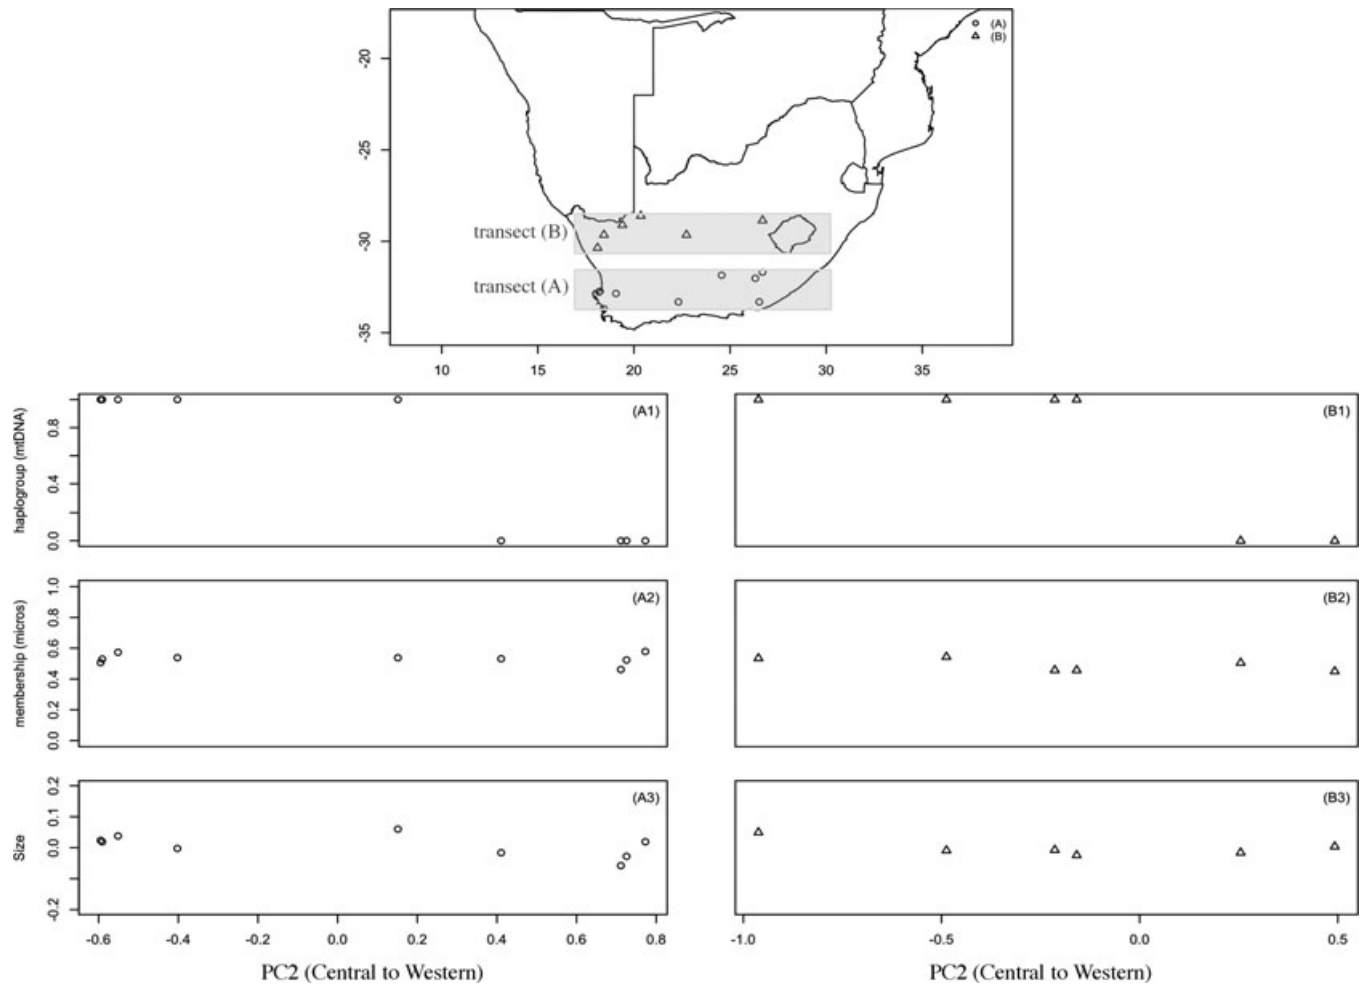 (A)
(B)
-20
-25
-30
-35
transect (B)
transect (A)
10 15 20 25 30 35
haplogroup (mtDNA)
0.8
0.4
0.0
(A1)
(B1)
membership (micros)
1.0
0.8
0.6
0.4
0.2
0.0
(A2)
(B2)
Size
0.2
0.1
0.0
-0.2
(A3)
(B3)
-0.6 -0.4 -0.2 0.0 0.2 0.4 0.6 0.8
-1.0 -0.5 0.0 0.5
PC2 (Central to Western)
PC2 (Central to Western)